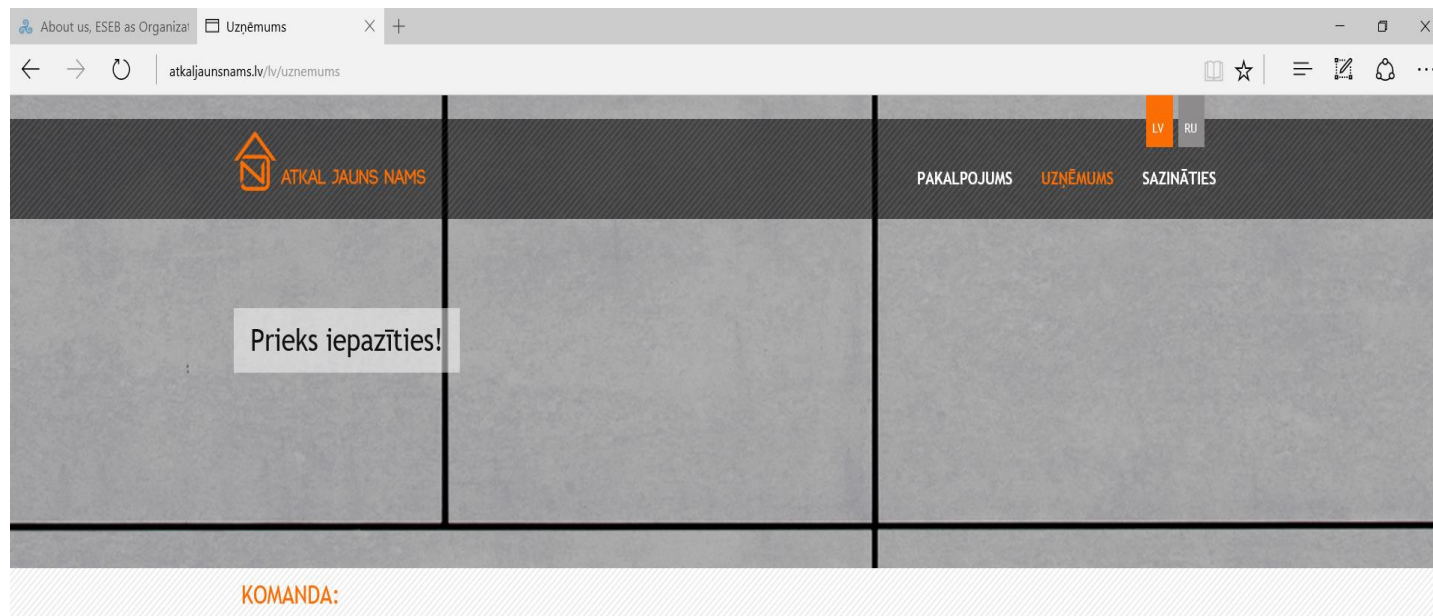 About us, ESEB as Organizat
Uzņēmums
atkaljaunsnams.lv/lv/uznemums
LV RU
ATKAL JAUNS NAMS
PAKALPOJUMS UZŅĒMUMS SAZINĀTIES
Prieks iepazīties!
KOMANDA: